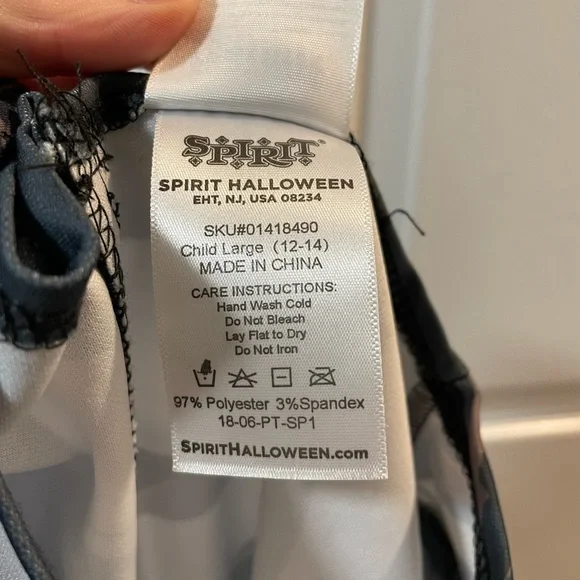 SPIRIT
SPIRIT HALLOWEEN
EHT, NJ, USA 08234
SKU#01418490
Child Large (12-14)
MADE IN CHINA
CARE INSTRUCTIONS:
Hand Wash Cold
Do Not Bleach
Lay Flat to Dry
Do Not Iron
97% Polyester 3%Spandex
18-06-PT-SP1
SPIRITHALLOWEEN.com